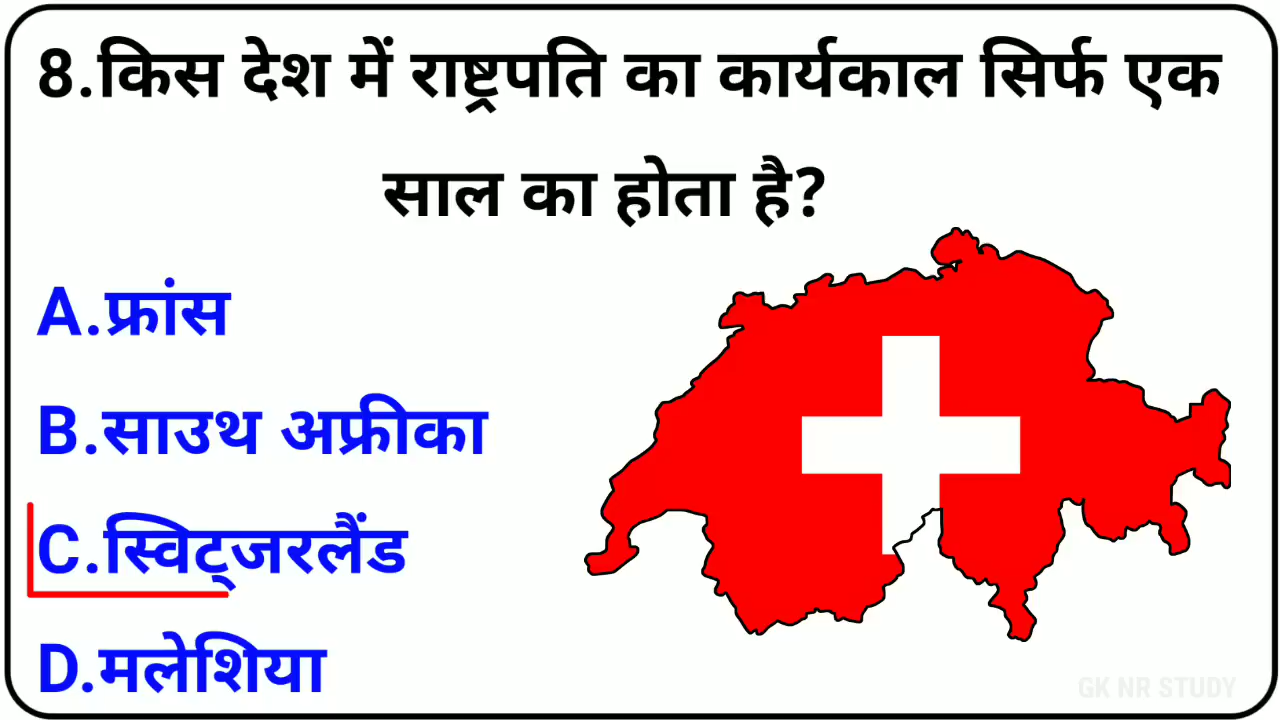 8.किस देश में राष्ट्रपति का कार्यकाल सिर्फ एक
साल का होता है?
A.फ्रांस
B.साउथ अफ्रीका
C.स्विट्जरलैंड
D.मलेशिया
GK NR STUDY